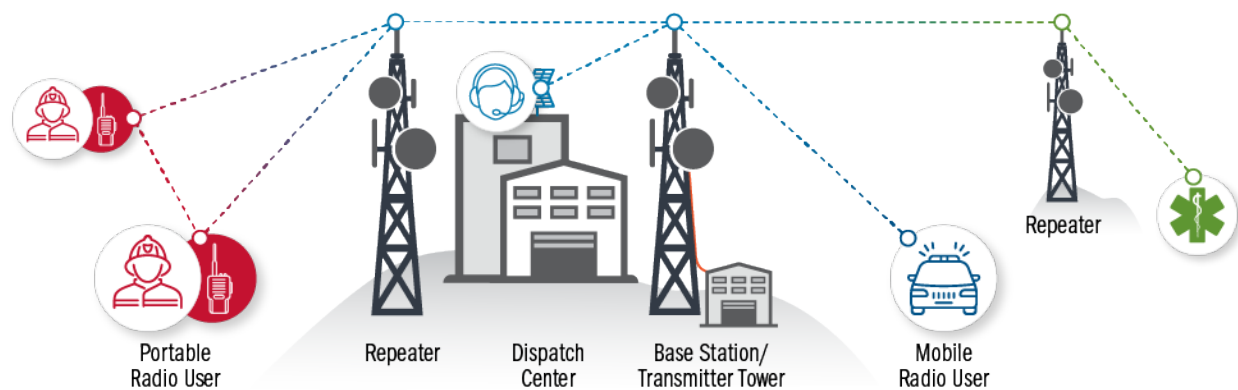 Repeater
Portable
Radio User
Repeater
Dispatch
Center
Base Station/
Transmitter Tower
Mobile
Radio User